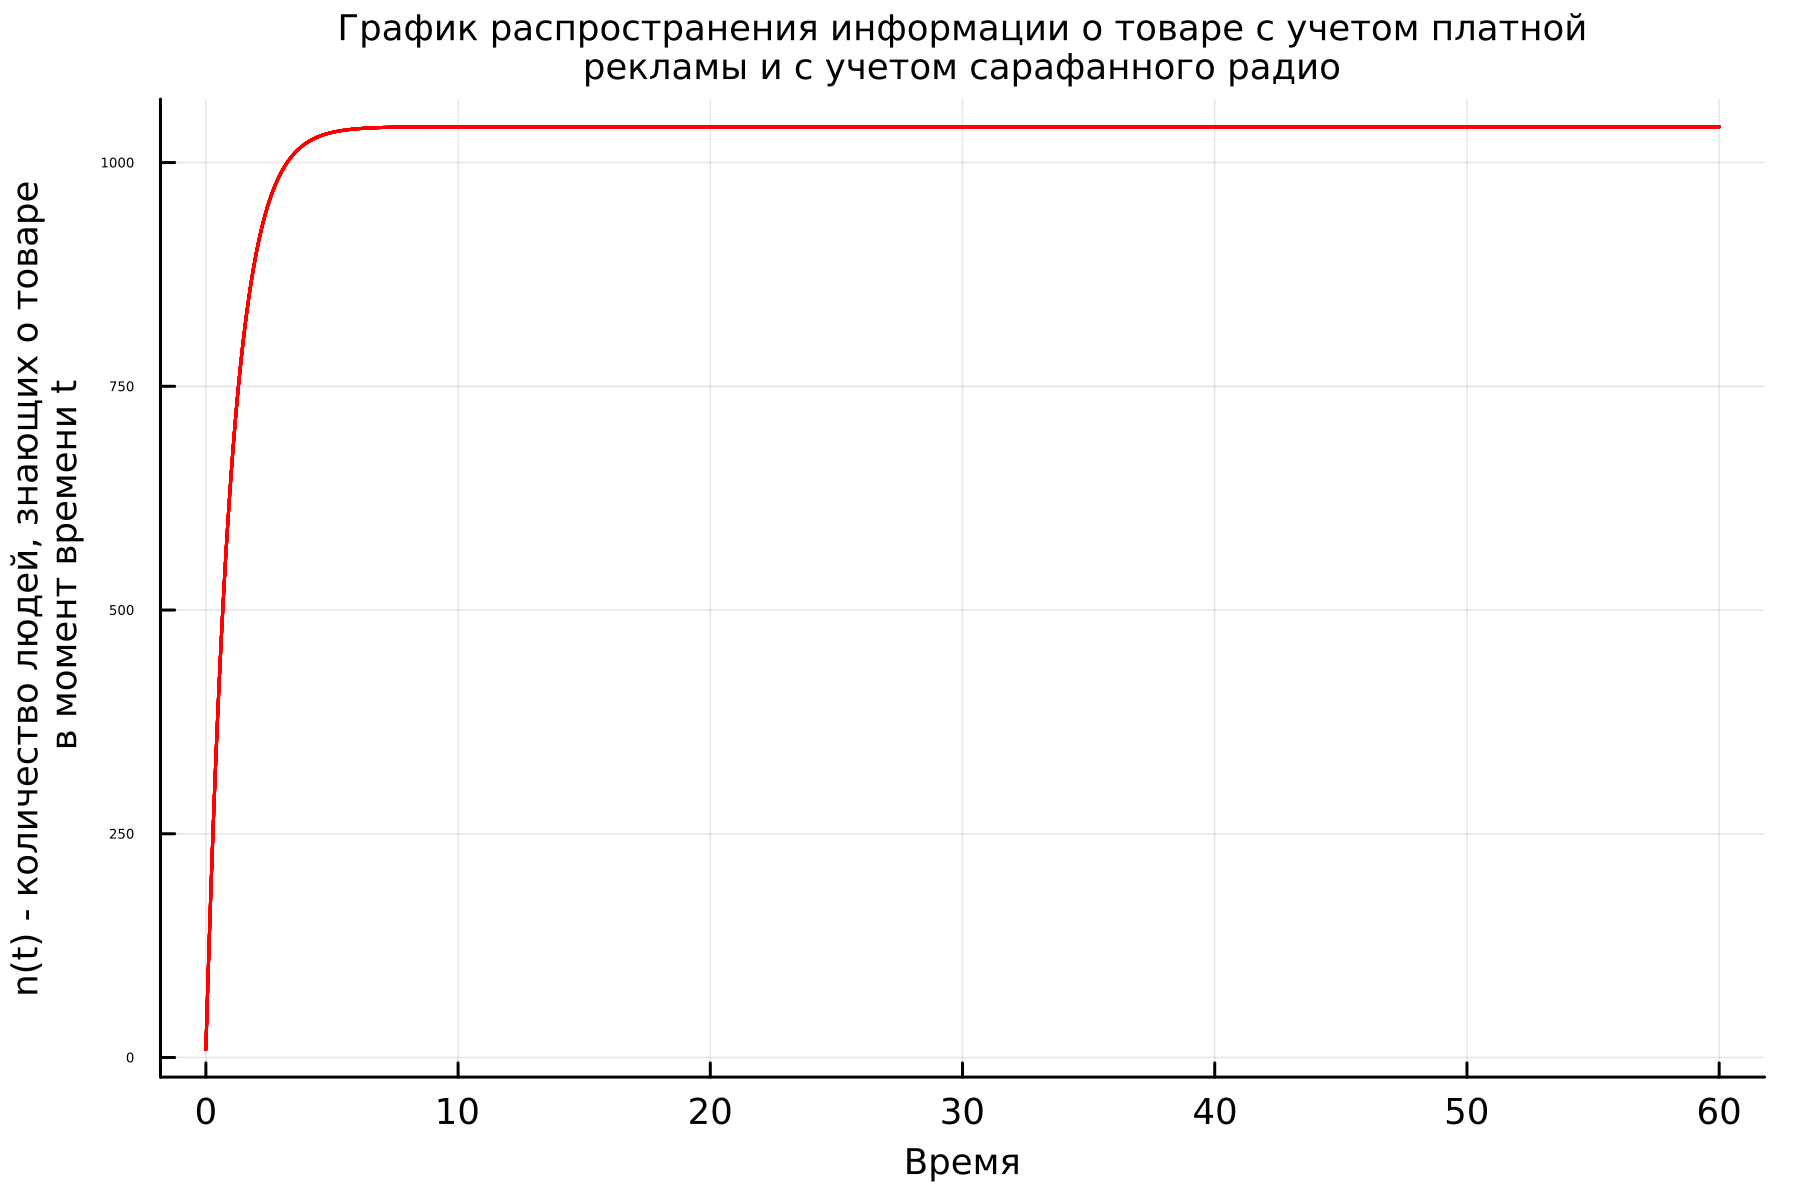 График распространения информации о товаре с учетом платной
рекламы и с учетом сарафанного радио
n(t) - количество людей, знающих о товаре
в момент времени t
1000
750
500
250
0
0 10 20 30 40 50 60
Время